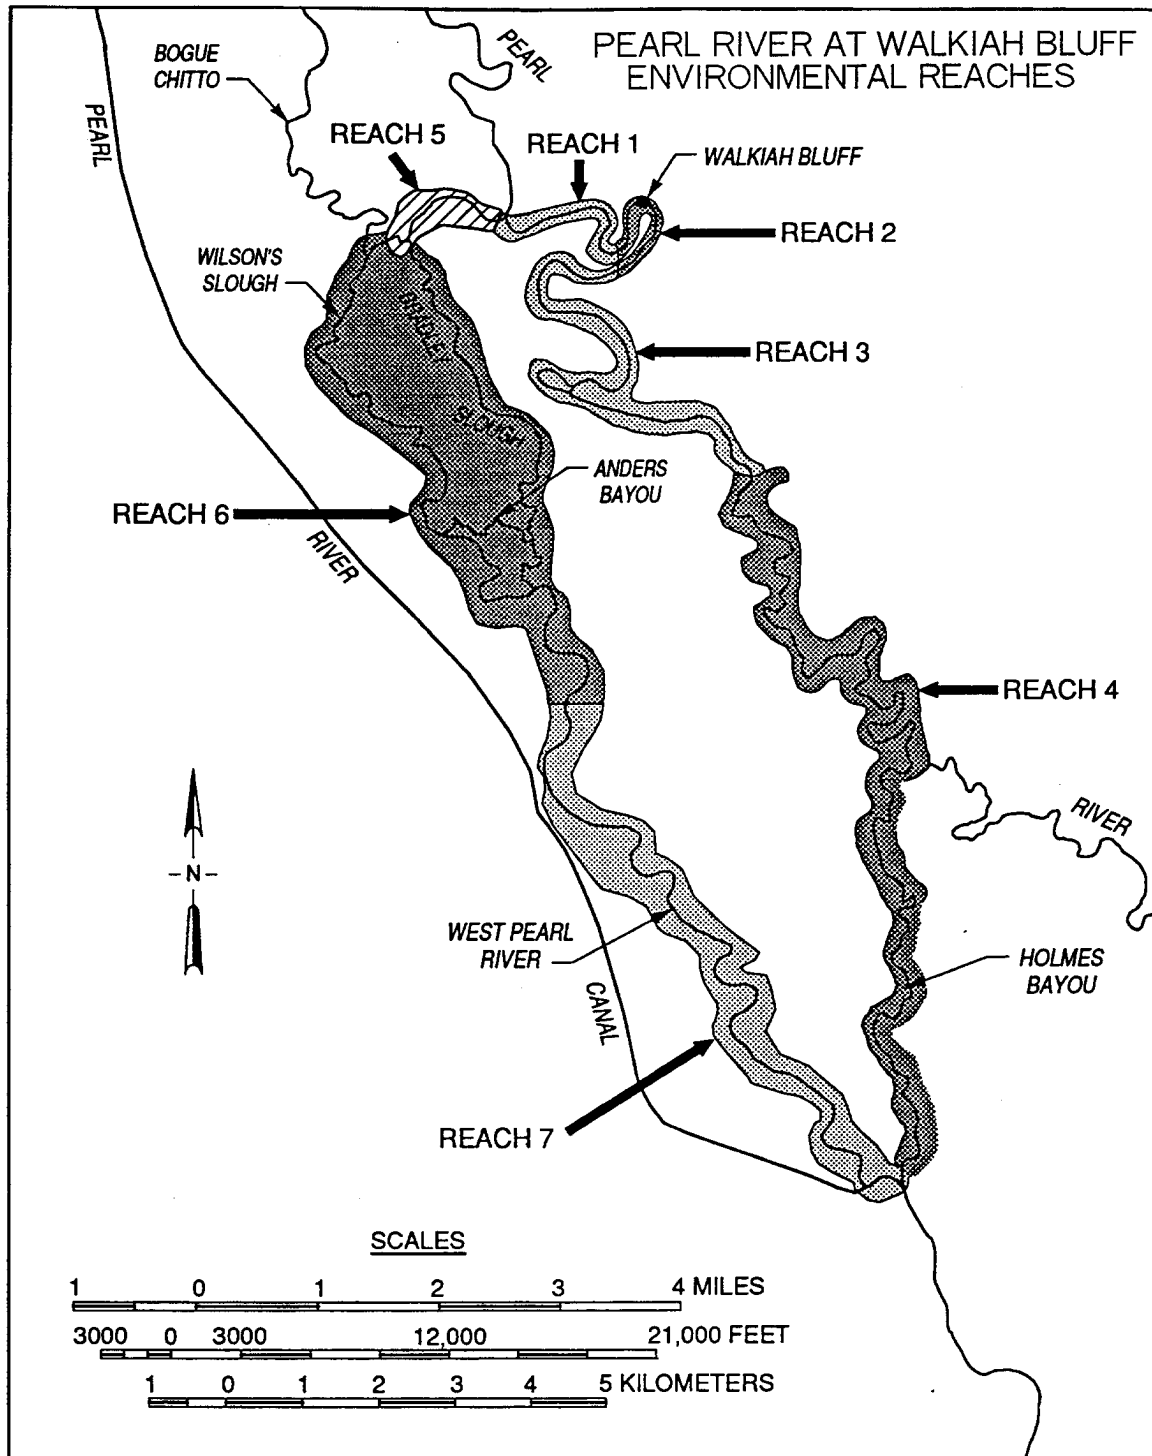 PEARL RIVER AT WALKIAH BLUFF
ENVIRONMENTAL REACHES
BOGUE
CHITTO
PEARL
PEARL
REACH 5
REACH 1
WALKIAH BLUFF
REACH 2
WILSON'S
SLOUGH
BRADLEY
SLOUGH
REACH 3
ANDERS
BAYOU
REACH 6
RIVER
REACH 4
RIVER
-N-
WEST PEARL
RIVER
HOLMES
BAYOU
CANAL
REACH 7
SCALES
1 0 1 2 3 4 MILES
3000 0 3000 12,000 21,000 FEET
1 0 1 2 3 4 5 KILOMETERS